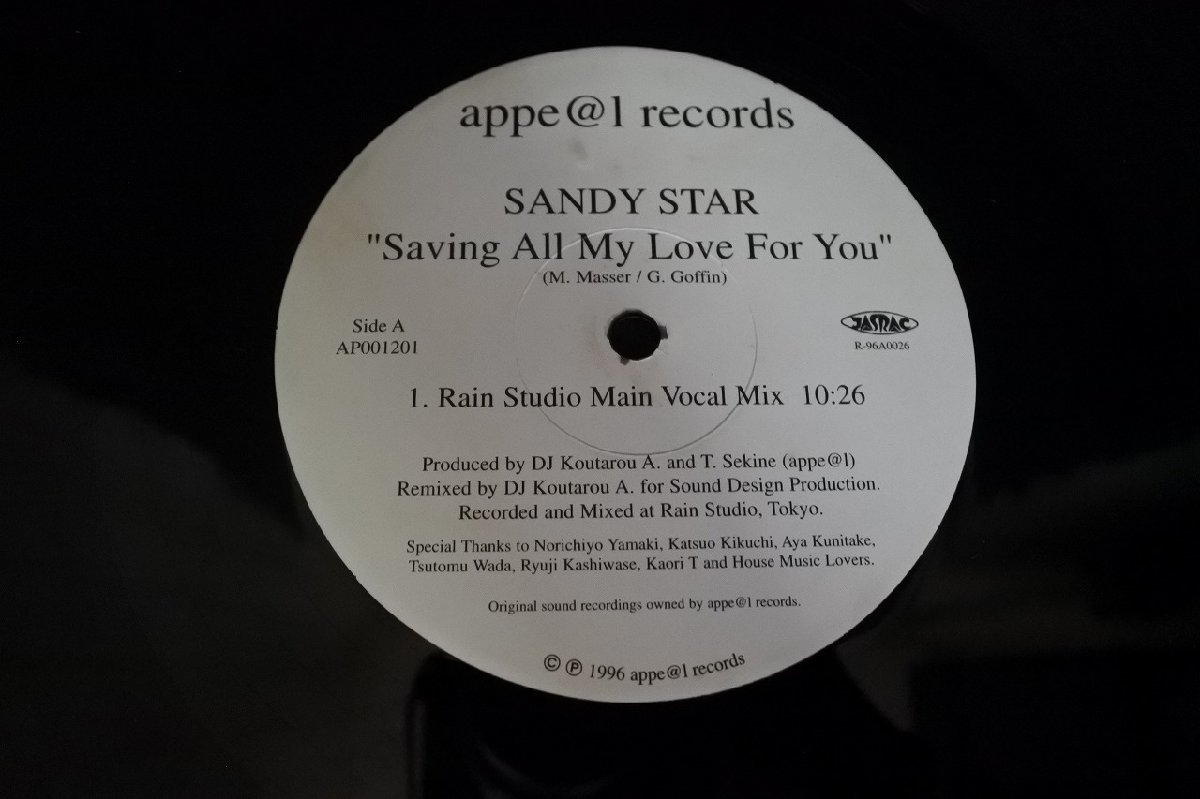 appe@l records
SANDY STAR
"Saving All My Love For You"
(M. Masser / G. Goffin)
Side A
AP001201
JASRAC
R-96A0026
1. Rain Studio Main Vocal Mix 10:26
Produced by DJ Koutarou A. and T. Sekine (appe@l)
Remixed by DJ Koutarou A. for Sound Design Production.
Recorded and Mixed at Rain Studio, Tokyo.
Special Thanks to Norichiyo Yamaki, Katsuo Kikuchi, Aya Kunitake,
Tsutomu Wada, Ryuji Kashiwase, Kaori T and House Music Lovers.
Original sound recordings owned by appe@l records.
© ℗ 1996 appe@l records